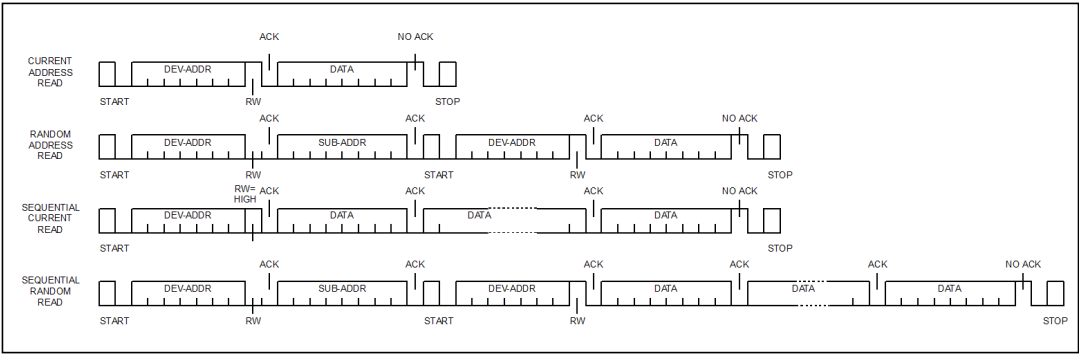 ACK NO ACK
CURRENT
ADDRESS
READ
DEV-ADDR DATA
START RW STOP
ACK ACK ACK NO ACK
RANDOM
ADDRESS
READ
DEV-ADDR SUB-ADDR DEV-ADDR DATA
START RW START RW STOP
RW=
HIGH
ACK ACK ACK NO ACK
SEQUENTIAL
CURRENT
READ
DEV-ADDR DATA DATA DATA
START STOP
ACK ACK ACK ACK ACK NO ACK
SEQUENTIAL
RANDOM
READ
DEV-ADDR SUB-ADDR DEV-ADDR DATA DATA DATA
START RW START RW STOP